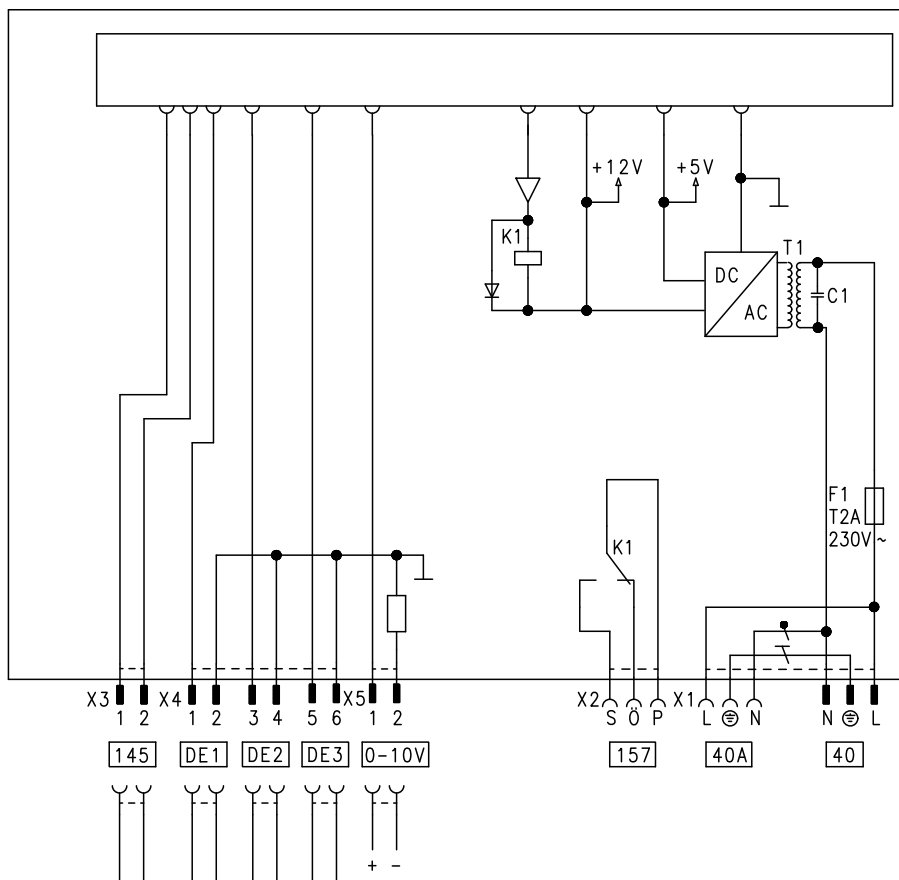 +12V
+5V
K1
T1
DC
AC
C1
F1
T2A
230V ~
K1
X3
X4
X5
X2
X1
1 2 1 2 3 4 5 6 1 2
S Ö P L N N L
145
DE1
DE2
DE3
0-10V
157
40A
40
+ -